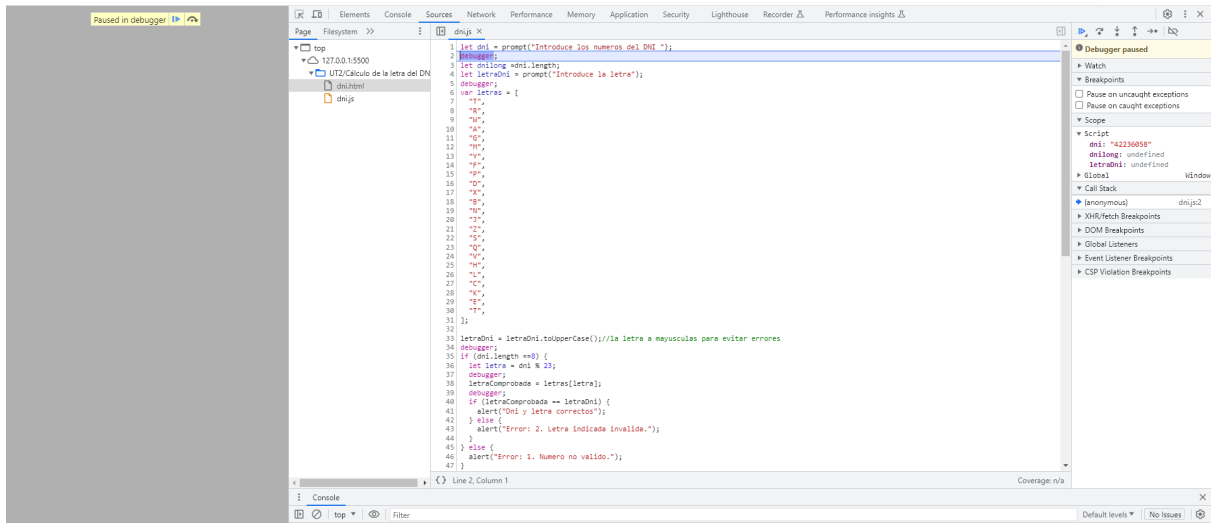 Paused in debugger
Elements Console Sources Network Performance Memory Application Security Lighthouse Recorder Performance insights
Page Filesystem >>
dni.js ×
top
127.0.0.1:5500
UT2/Cálculo de la letra del DN
dni.html
dni.js
1 let dni = prompt("Introduce los numeros del DNI ");
2 debugger;
3 let dnilong =dni.length;
4 let letraDni = prompt("Introduce la letra");
5 debugger;
6 var letras = [
7 "T",
8 "R",
9 "W",
10 "A",
11 "G",
12 "M",
13 "Y",
14 "F",
15 "P",
16 "D",
17 "X",
18 "B",
19 "N",
20 "J",
21 "Z",
22 "S",
23 "Q",
24 "V",
25 "H",
26 "L",
27 "C",
28 "K",
29 "E",
30 "T",
31 ];
32
33 letraDni = letraDni.toUpperCase();//la letra a mayusculas para evitar errores
34 debugger;
35 if (dni.length ==8) {
36 let letra = dni % 23;
37 debugger;
38 letraComprobada = letras[letra];
39 debugger;
40 if (letraComprobada == letraDni) {
41 alert("Dni y letra correctos");
42 } else {
43 alert("Error: 2. Letra indicada invalida.");
44 }
45 } else {
46 alert("Error: 1. Numero no valido.");
47 }
{ } Line 2, Column 1
Coverage: n/a
Debugger paused
Watch
Breakpoints
Pause on uncaught exceptions
Pause on caught exceptions
Scope
Script
dni: "42236058"
dnilong: undefined
letraDni: undefined
Global Window
Call Stack
(anonymous) dni.js:2
XHR/fetch Breakpoints
DOM Breakpoints
Global Listeners
Event Listener Breakpoints
CSP Violation Breakpoints
Console
top Filter
Default levels No Issues